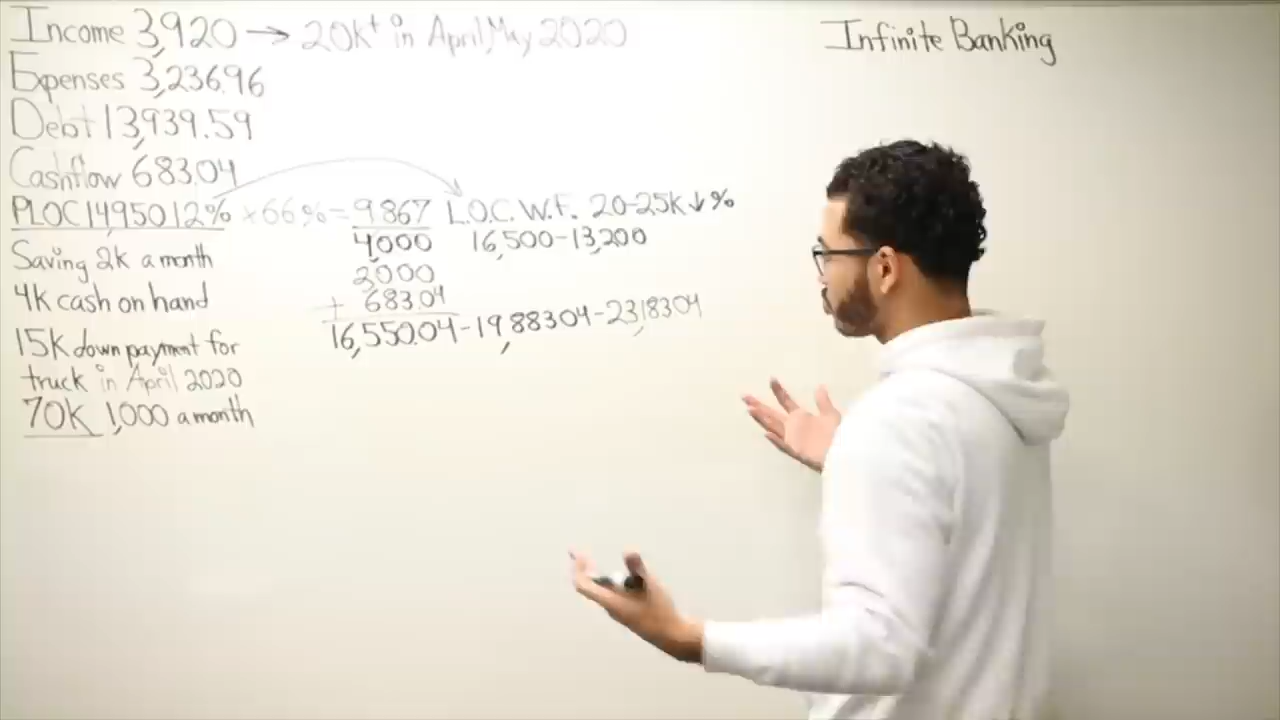 Income 3,920 → 20k+ in April, May 2020
Expenses 3,236.96
Debt 13,939.59
Cashflow 683.04
PLOC 14,950 12% × 66% = 9,867 L.O.C. W.F. 20-25k ↓ %
4000 16,500-13,200
Saving 2k a month
2000
4k cash on hand
+ 683.04
16,550.04-19,883.04-23,183.04
15k down payment for
truck in April 2020
70k 1,000 a month
Infinite Banking